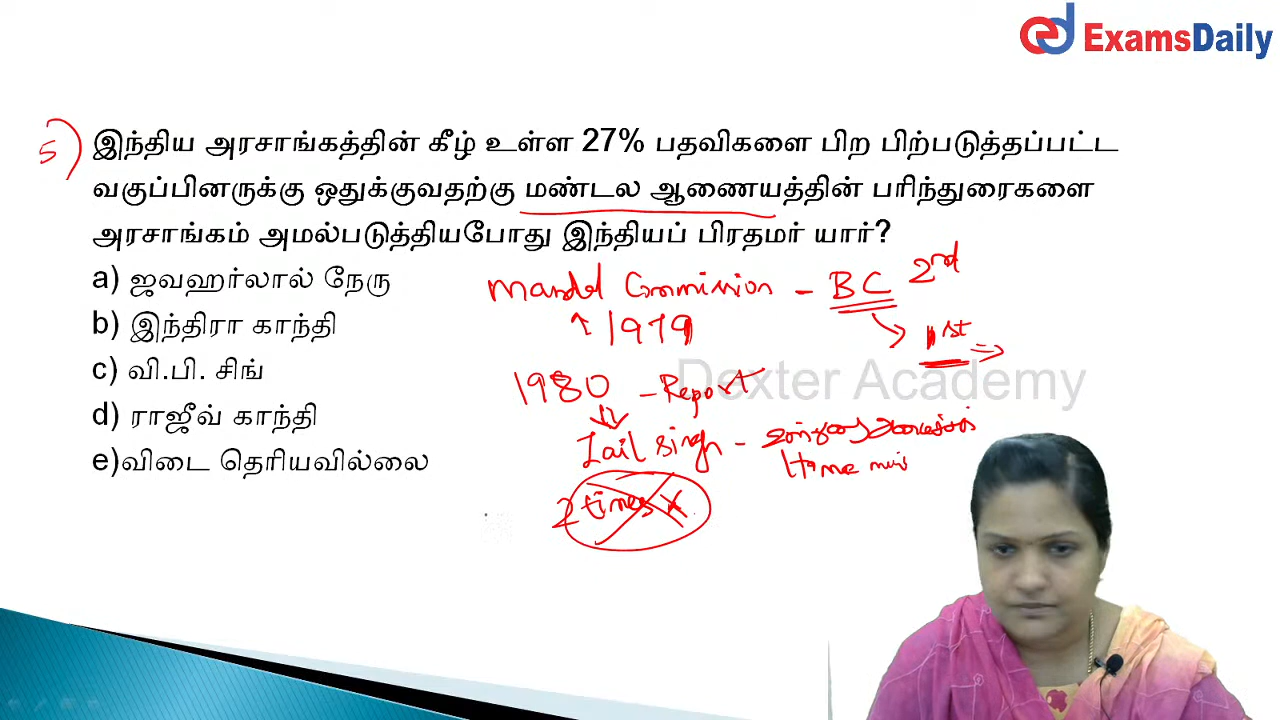 ExamsDaily
5)
இந்திய அரசாங்கத்தின் கீழ் உள்ள 27% பதவிகளை பிற பிற்படுத்தப்பட்ட
வகுப்பினருக்கு ஒதுக்குவதற்கு மண்டல ஆணையத்தின் பரிந்துரைகளை
அரசாங்கம் அமல்படுத்தியபோது இந்தியப் பிரதமர் யார்?
a) ஜவஹர்லால் நேரு
b) இந்திரா காந்தி
c) வி.பி. சிங்
d) ராஜீவ் காந்தி
e)விடை தெரியவில்லை
Mandal Commission - BC 2nd
1979
1st
Dexter Academy
1980 - Report
Zail singh -
Home
2 times x